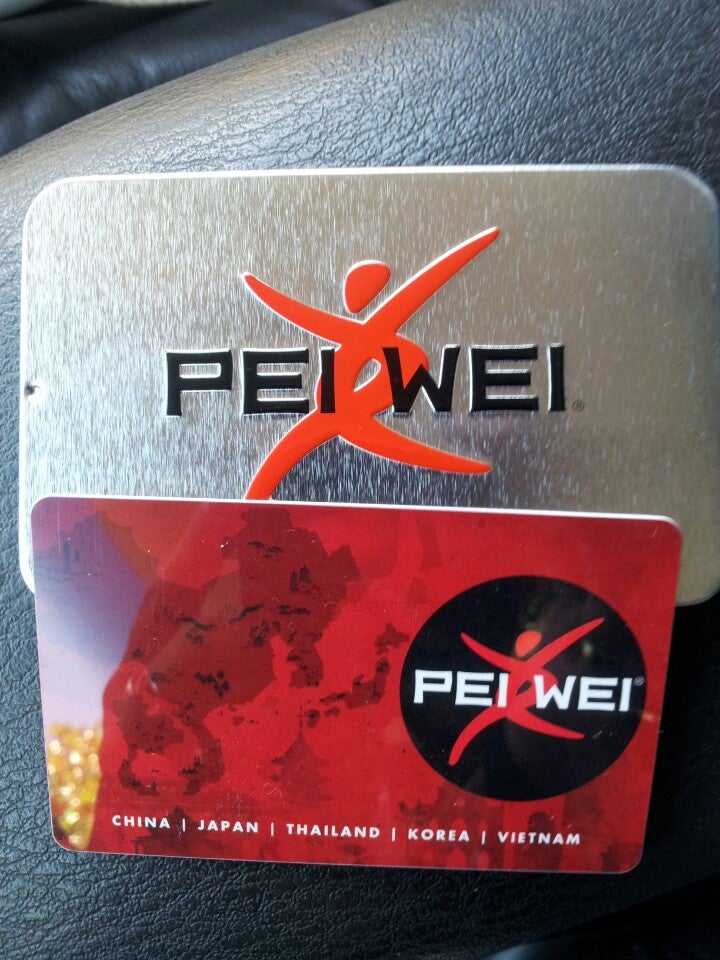 PEI WEI®
PEI WEI®
CHINA | JAPAN | THAILAND | KOREA | VIETNAM